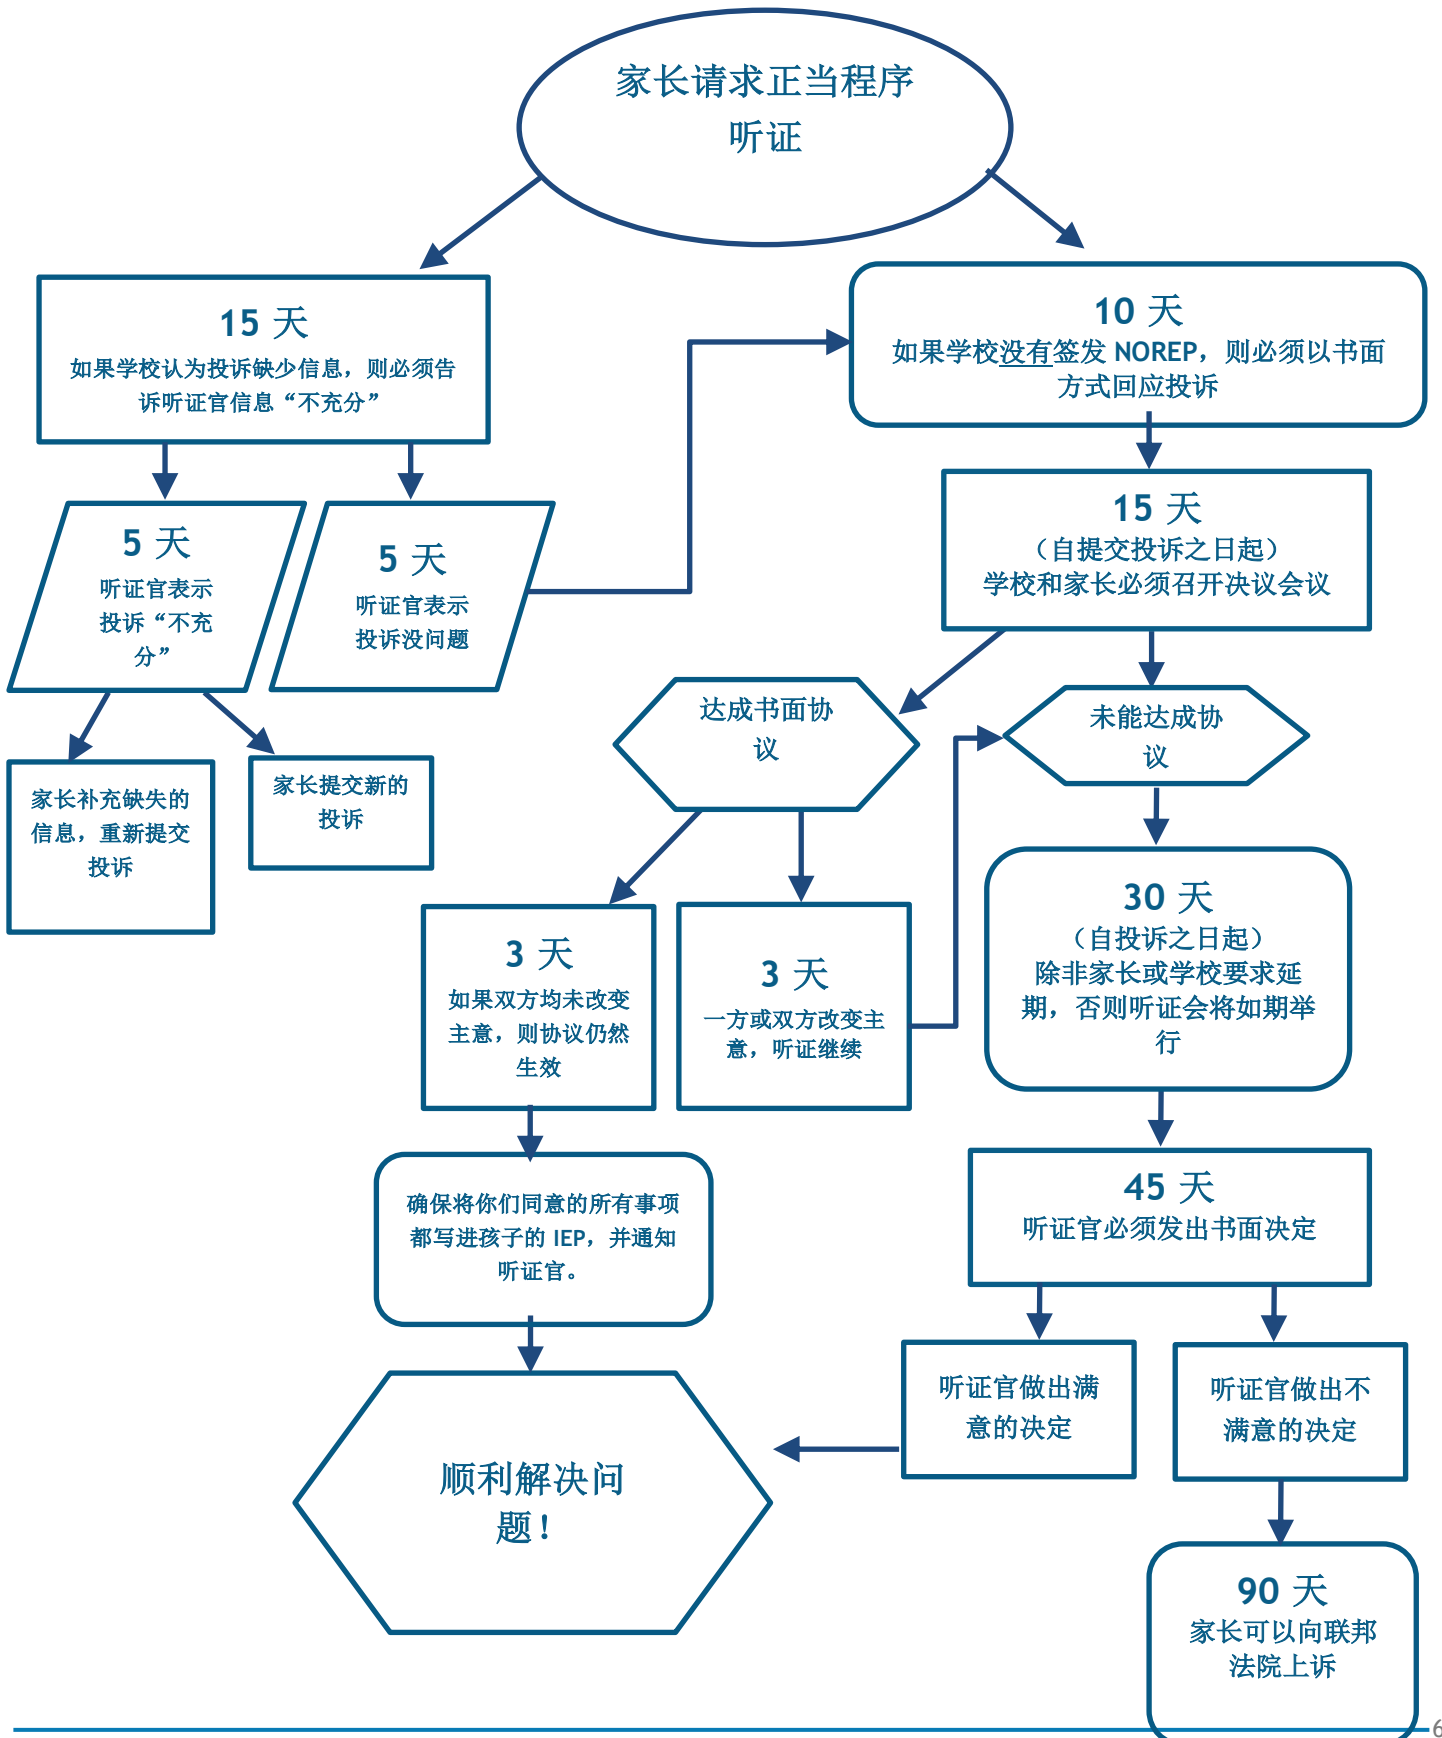 家长请求正当程序
听证
15 天
如果学校认为投诉缺少信息，则必须告
诉听证官信息“不充分”
10 天
如果学校没有签发 NOREP，则必须以书面
方式回应投诉
15 天
（自提交投诉之日起）
学校和家长必须召开决议会议
5 天
听证官表示
投诉“不充
分”
5 天
听证官表示
投诉没问题
达成书面协
议
未能达成协
议
家长补充缺失的
信息，重新提交
投诉
家长提交新的
投诉
30 天
（自投诉之日起）
除非家长或学校要求延
期，否则听证会将如期举
行
3 天
如果双方均未改变
主意，则协议仍然
生效
3 天
一方或双方改变主
意，听证继续
确保将你们同意的所有事项
都写进孩子的 IEP，并通知
听证官。
45 天
听证官必须发出书面决定
听证官做出满
意的决定
听证官做出不
满意的决定
顺利解决问
题！
90 天
家长可以向联邦
法院上诉
6